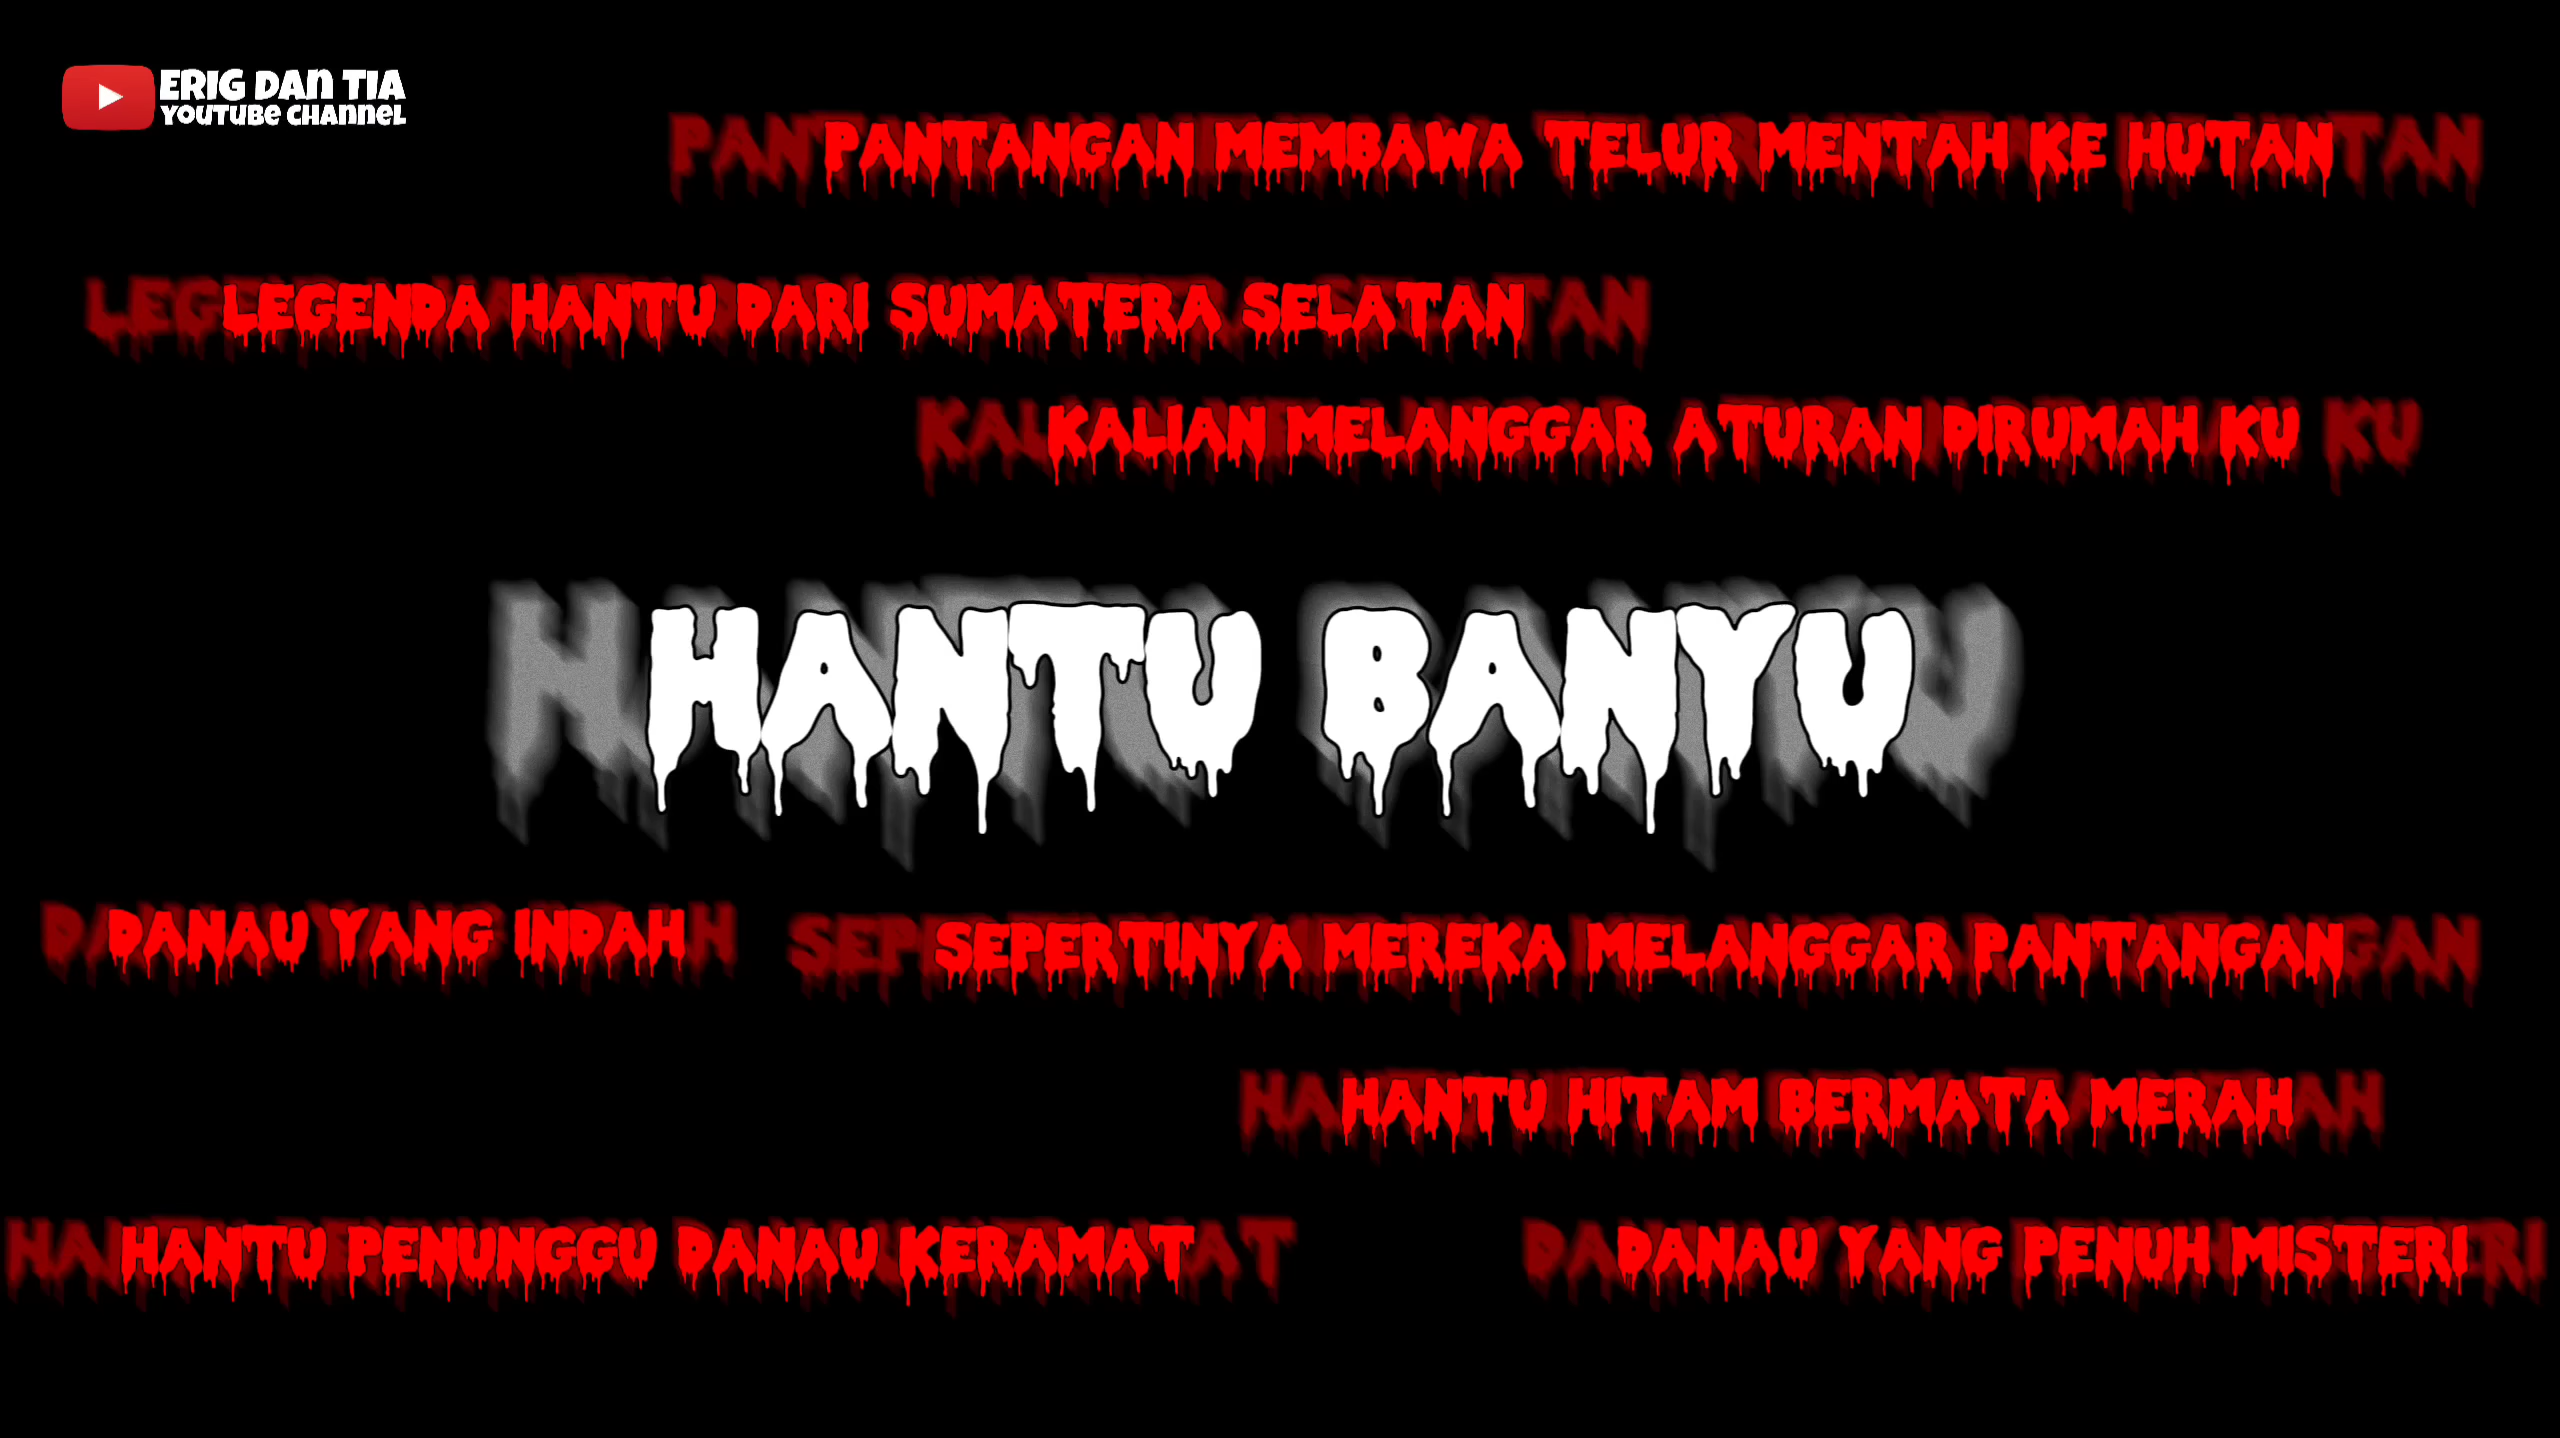 ERIG DAN TIA
YOUTUBE CHANNEL
PANTANGAN MEMBAWA TELUR MENTAH KE HUTAN
LEGENDA HANTU DARI SUMATERA SELATAN
KALIAN MELANGGAR ATURAN DIRUMAH KU
HANTU BANYU
DANAU YANG INDAH
SEPERTINYA MEREKA MELANGGAR PANTANGAN
HANTU HITAM BERMATA MERAH
HANTU PENUNGGU DANAU KERAMAT
DANAU YANG PENUH MISTERI